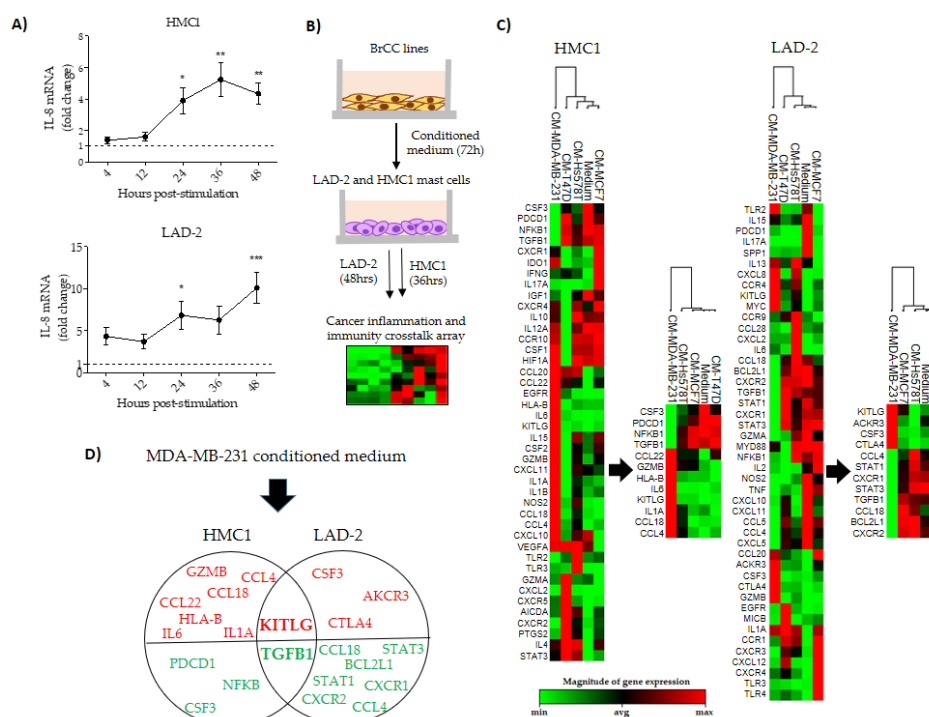 A)
HMC1
IL-8 mRNA
(fold change)
8
6
4
2
1
0
*
**
**
4
12
24
36
48
Hours post-stimulation
LAD-2
IL-8 mRNA
(fold change)
15
10
5
1
0
*
***
4
12
24
36
48
Hours post-stimulation
B)
BrCC lines
Conditioned
medium (72h)
LAD-2 and HMC1 mast cells
LAD-2
(48hrs)
HMC1
(36hrs)
Cancer inflammation and
immunity crosstalk array
C)
HMC1
CM-MDA-MB-231
CM-T47D
CM-Hs578T
Medium
CM-MCF7
CSF3
PDCD1
NFKB1
TGFB1
CXCR1
IDO1
IFNG
IL17A
IGF1
CXCR4
IL10
IL12A
CCR10
CSF1
HIF1A
CCL20
CCL22
EGFR
HLA-B
IL6
KITLG
IL15
CSF2
GZMB
CXCL11
IL1A
IL1B
NOS2
CCL18
CCL4
CXCL10
VEGFA
TLR2
TLR3
GZMA
CXCL2
CXCR5
AICDA
CXCR2
PTGS2
IL4
STAT3
CM-MDA-MB-231
CM-Hs578T
CM-MCF7
Medium
CM-T47D
CSF3
PDCD1
NFKB1
TGFB1
CCL22
GZMB
HLA-B
IL6
KITLG
IL1A
CCL18
CCL4
LAD-2
CM-MDA-MB-231
CM-T47D
CM-Hs578T
Medium
CM-MCF7
TLR2
IL15
PDCD1
IL17A
SPP1
IL13
CXCL8
CCR4
KITLG
MYC
CCR9
CCL28
CXCL2
IL6
CCL18
BCL2L1
CXCR2
TGFB1
STAT1
CXCR1
STAT3
GZMA
MYD88
NFKB1
IL2
NOS2
TNF
CXCL10
CXCL11
CCL5
CCL4
CXCL5
CCL20
ACKR3
CSF3
CTLA4
GZMB
EGFR
MICB
IL1A
CCR1
CXCR3
CXCL12
CXCR4
TLR3
TLR4
CM-MDA-MB-231
CM-MCF7
CM-Hs578T
Medium
CM-T47D
KITLG
ACKR3
CSF3
CTLA4
CCL4
STAT1
CXCR1
STAT3
TGFB1
CCL18
BCL2L1
CXCR2
Magnitude of gene expression
min
avg
max
D)
MDA-MB-231 conditioned medium
HMC1
LAD-2
GZMB
CCL4
CCL18
CCL22
HLA-B
IL6
IL1A
KITLG
CSF3
AKCR3
CTLA4
PDCD1
NFKB
CSF3
TGFB1
CCL18
STAT3
BCL2L1
STAT1
CXCR1
CXCR2
CCL4